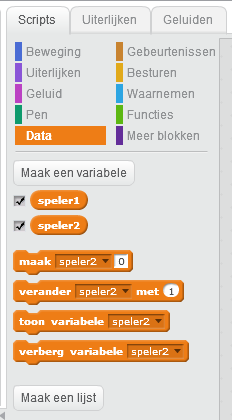 Scripts Uiterlijken Geluiden
Beweging Gebeurtenissen
Uiterlijken Besturen
Geluid Waarnemen
Pen Functies
Data Meer blokken
Maak een variabele
speler1
speler2
maak speler2 0
verander speler2 met 1
toon variabele speler2
verberg variabele speler2
Maak een lijst